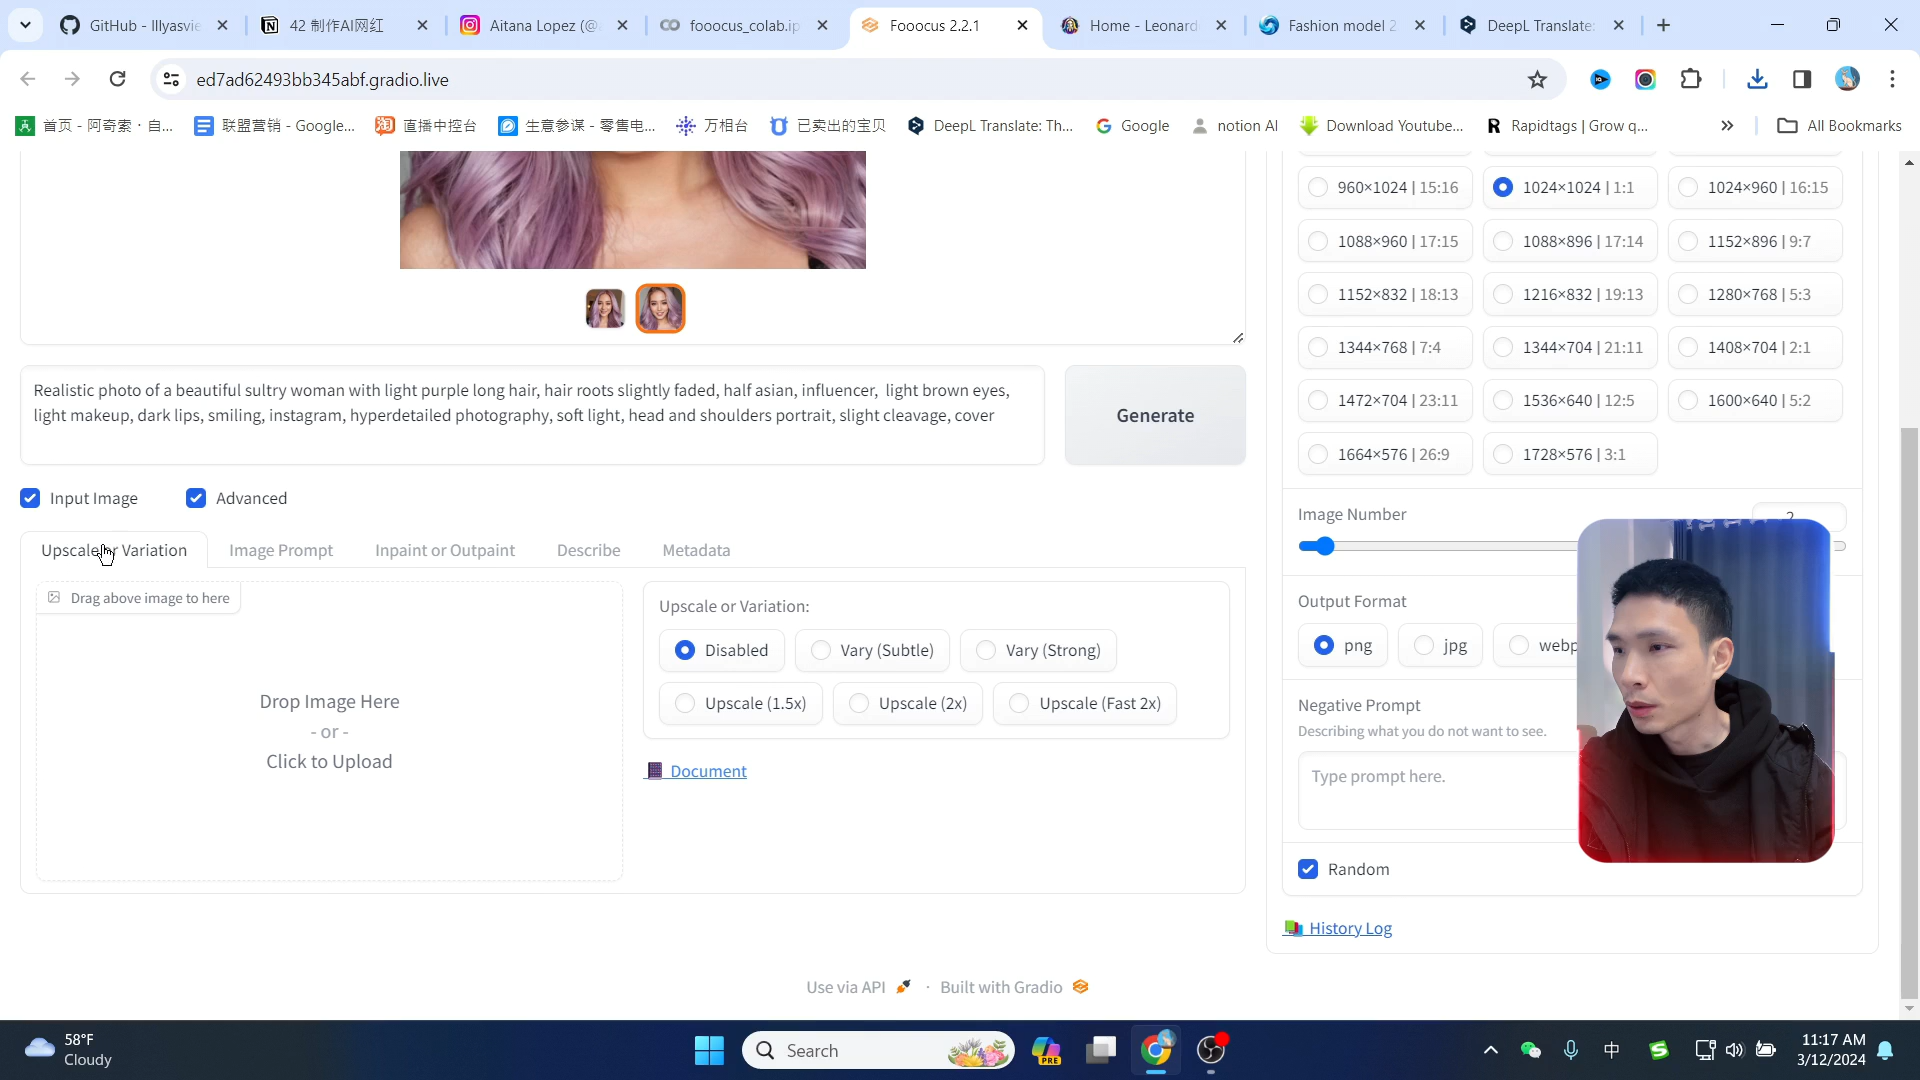 GitHub - lllyasvie
42 制作AI网红
Aitana Lopez (@a
fooocus_colab.ip
Fooocus 2.2.1
Home - Leonard
Fashion model 2
DeepL Translate:
ed7ad62493bb345abf.gradio.live
首页 - 阿奇索 · 自...
联盟营销 - Google...
直播中控台
生意参谋 - 零售电...
万相台
已卖出的宝贝
DeepL Translate: Th...
Google
notion AI
Download Youtube...
Rapidtags | Grow q...
All Bookmarks
960×1024 | 15:16
1024×1024 | 1:1
1024×960 | 16:15
1088×960 | 17:15
1088×896 | 17:14
1152×896 | 9:7
1152×832 | 18:13
1216×832 | 19:13
1280×768 | 5:3
1344×768 | 7:4
1344×704 | 21:11
1408×704 | 2:1
1472×704 | 23:11
1536×640 | 12:5
1600×640 | 5:2
1664×576 | 26:9
1728×576 | 3:1
Realistic photo of a beautiful sultry woman with light purple long hair, hair roots slightly faded, half asian, influencer, light brown eyes,
light makeup, dark lips, smiling, instagram, hyperdetailed photography, soft light, head and shoulders portrait, slight cleavage, cover
Generate
Input Image
Advanced
Upscale or Variation
Image Prompt
Inpaint or Outpaint
Describe
Metadata
Drag above image to here
Drop Image Here
- or -
Click to Upload
Upscale or Variation:
Disabled
Vary (Subtle)
Vary (Strong)
Upscale (1.5x)
Upscale (2x)
Upscale (Fast 2x)
Document
Image Number
2
Output Format
png
jpg
webp
Negative Prompt
Describing what you do not want to see.
Type prompt here.
Random
History Log
Use via API
·
Built with Gradio
58°F
Cloudy
Search
PRE
中
11:17 AM
3/12/2024